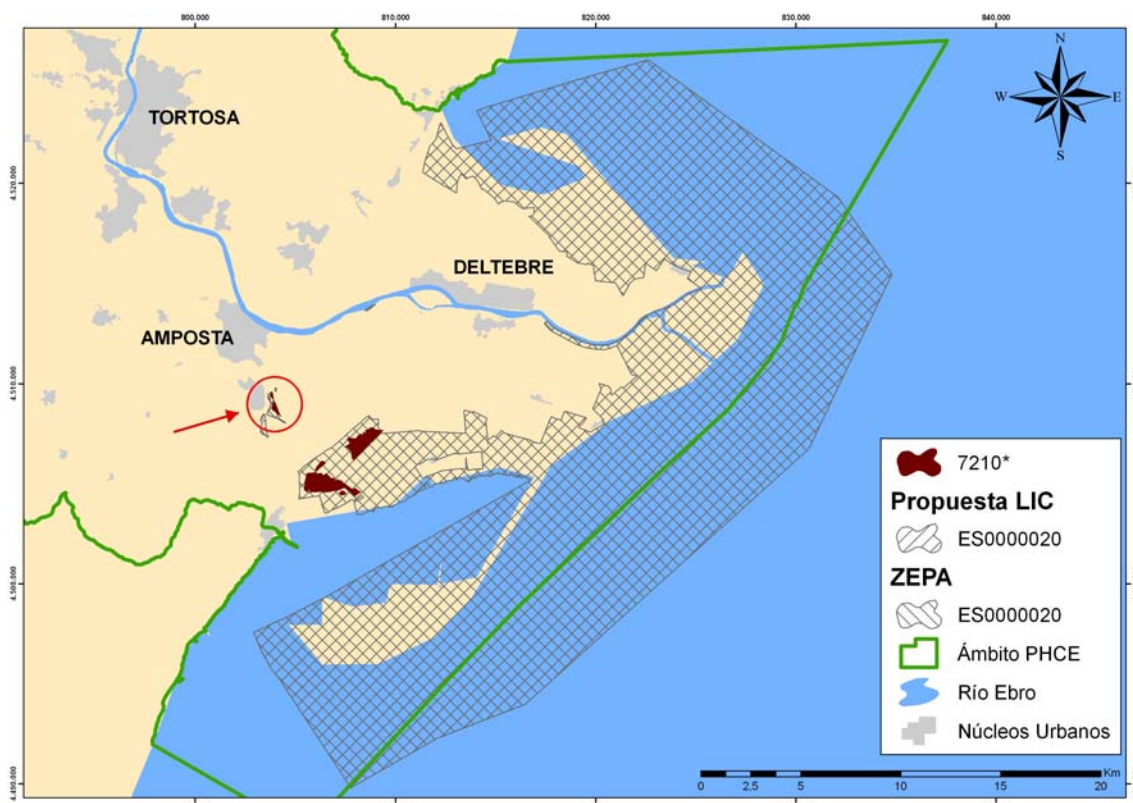 800.000 810.000 820.000 830.000 840.000
N
W E
S
TORTOSA
4.520.000
DELTEBRE
AMPOSTA
4.510.000
7210*
Propuesta LIC
ES0000020
ZEPA
4.500.000
ES0000020
Ámbito PHCE
Río Ebro
Núcleos Urbanos
Km
0 2,5 5 10 15 20
4.490.000